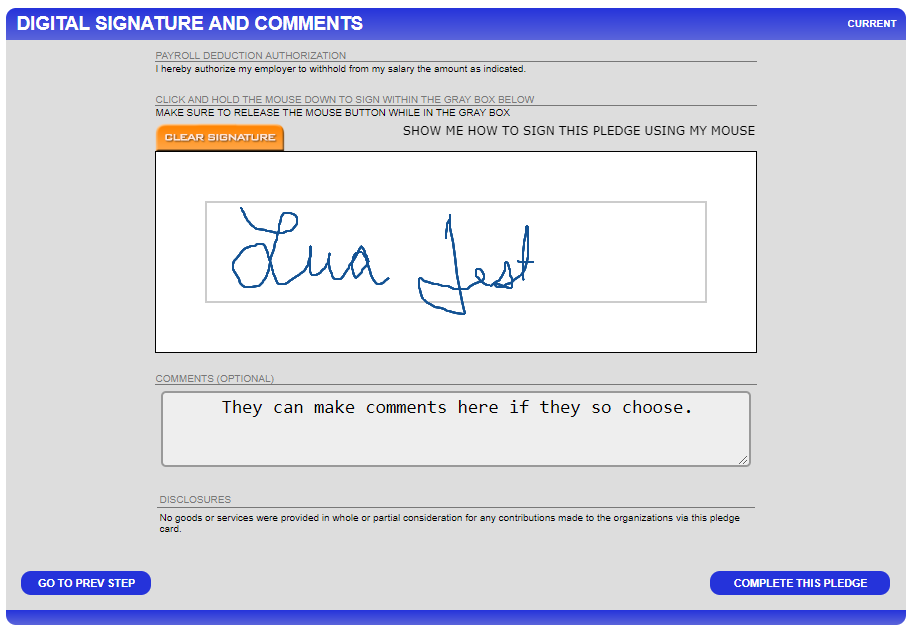 DIGITAL SIGNATURE AND COMMENTS
CURRENT
PAYROLL DEDUCTION AUTHORIZATION
I hereby authorize my employer to withhold from my salary the amount as indicated.
CLICK AND HOLD THE MOUSE DOWN TO SIGN WITHIN THE GRAY BOX BELOW
MAKE SURE TO RELEASE THE MOUSE BUTTON WHILE IN THE GRAY BOX
CLEAR SIGNATURE
SHOW ME HOW TO SIGN THIS PLEDGE USING MY MOUSE
Test
COMMENTS (OPTIONAL)
They can make comments here if they so choose.
DISCLOSURES
No goods or services were provided in whole or partial consideration for any contributions made to the organizations via this pledge
card.
GO TO PREV STEP
COMPLETE THIS PLEDGE